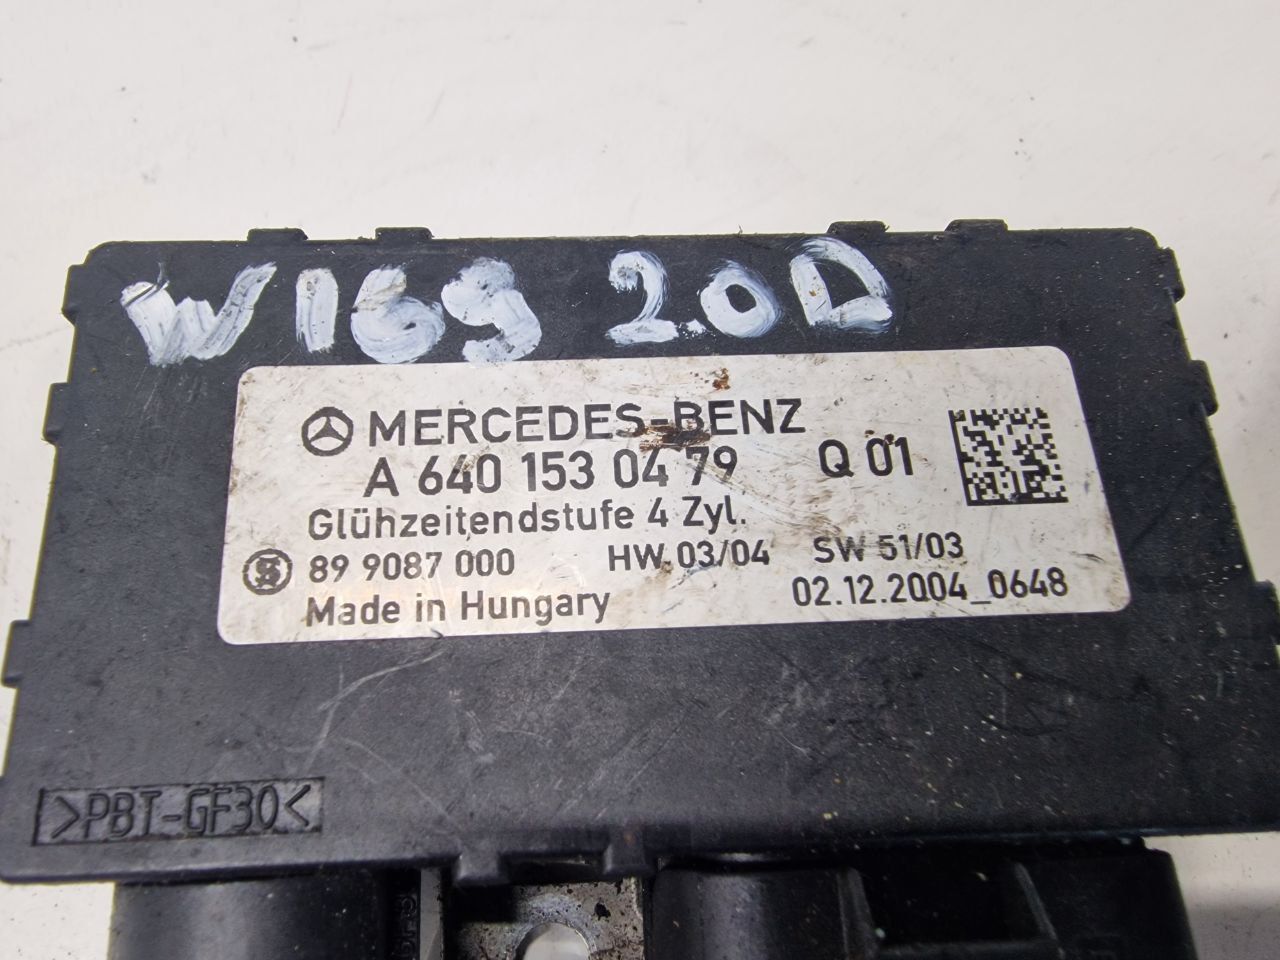 W169 2.0D
MERCEDES-BENZ
A 640 153 04 79 Q 01
Glühzeitendstufe 4 Zyl.
89 9087 000 HW 03/04 SW 51/03
Made in Hungary 02.12.2004_0648
>PBT-GF30<